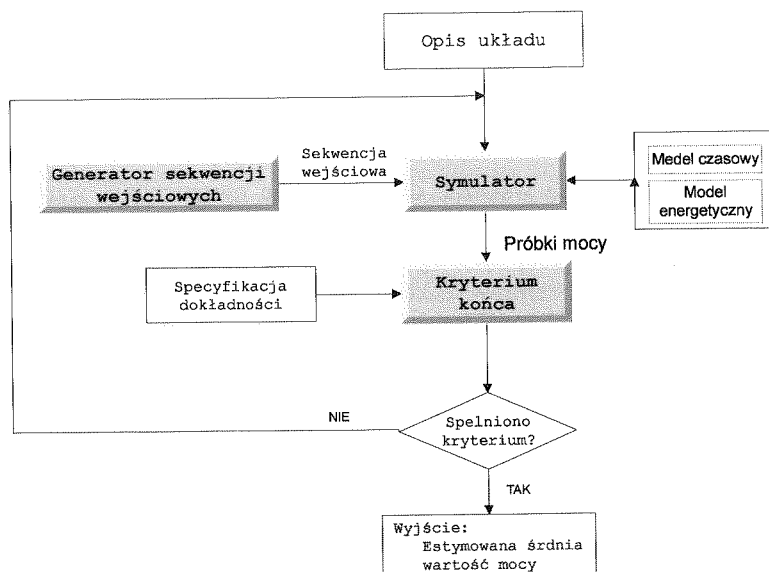 Opis układu
Sekwencja
wejściowa
Generator sekwencji
wejściowych
Symulator
Medel czasowy
Model
energetyczny
Próbki mocy
Specyfikacja
dokładności
Kryterium
końca
NIE
Spelniono
kryterium?
TAK
Wyjście:
Estymowana śrdnia
wartość mocy